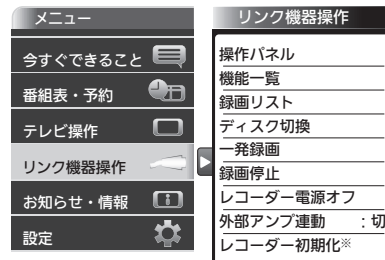 メニュー
今すぐできること
番組表・予約
テレビ操作
リンク機器操作
お知らせ・情報
設定
リンク機器操作
操作パネル
機能一覧
録画リスト
ディスク切換
一発録画
録画停止
レコーダー電源オフ
外部アンプ連動 ：切
レコーダー初期化※